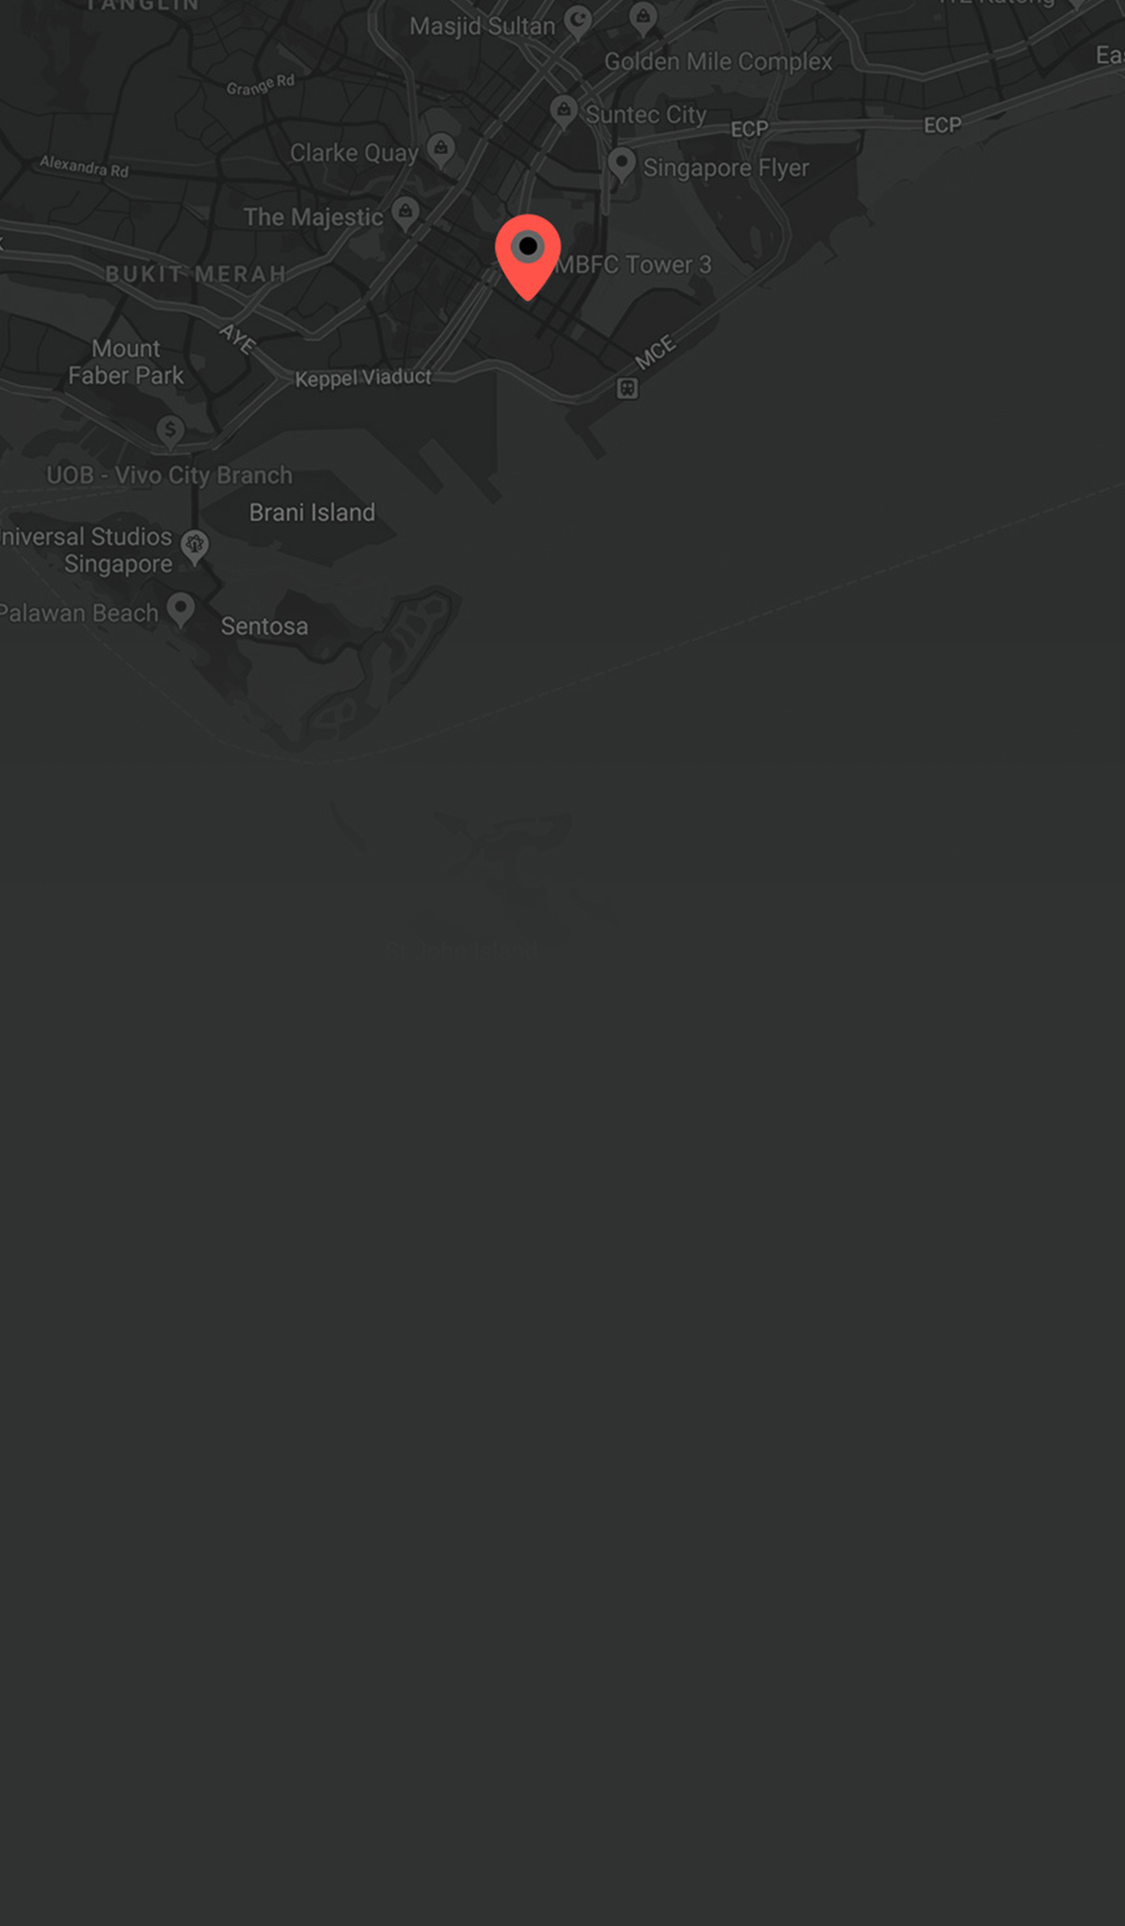 TANGLIN
Masjid Sultan
Golden Mile Complex
Grange Rd
Suntec City
ECP
ECP
Clarke Quay
Alexandra Rd
Singapore Flyer
The Majestic
BUKIT MERAH
MBFC Tower 3
AYE
Mount
Faber Park
MCE
Keppel Viaduct
UOB - Vivo City Branch
Brani Island
niversal Studios
Singapore
Palawan Beach
Sentosa